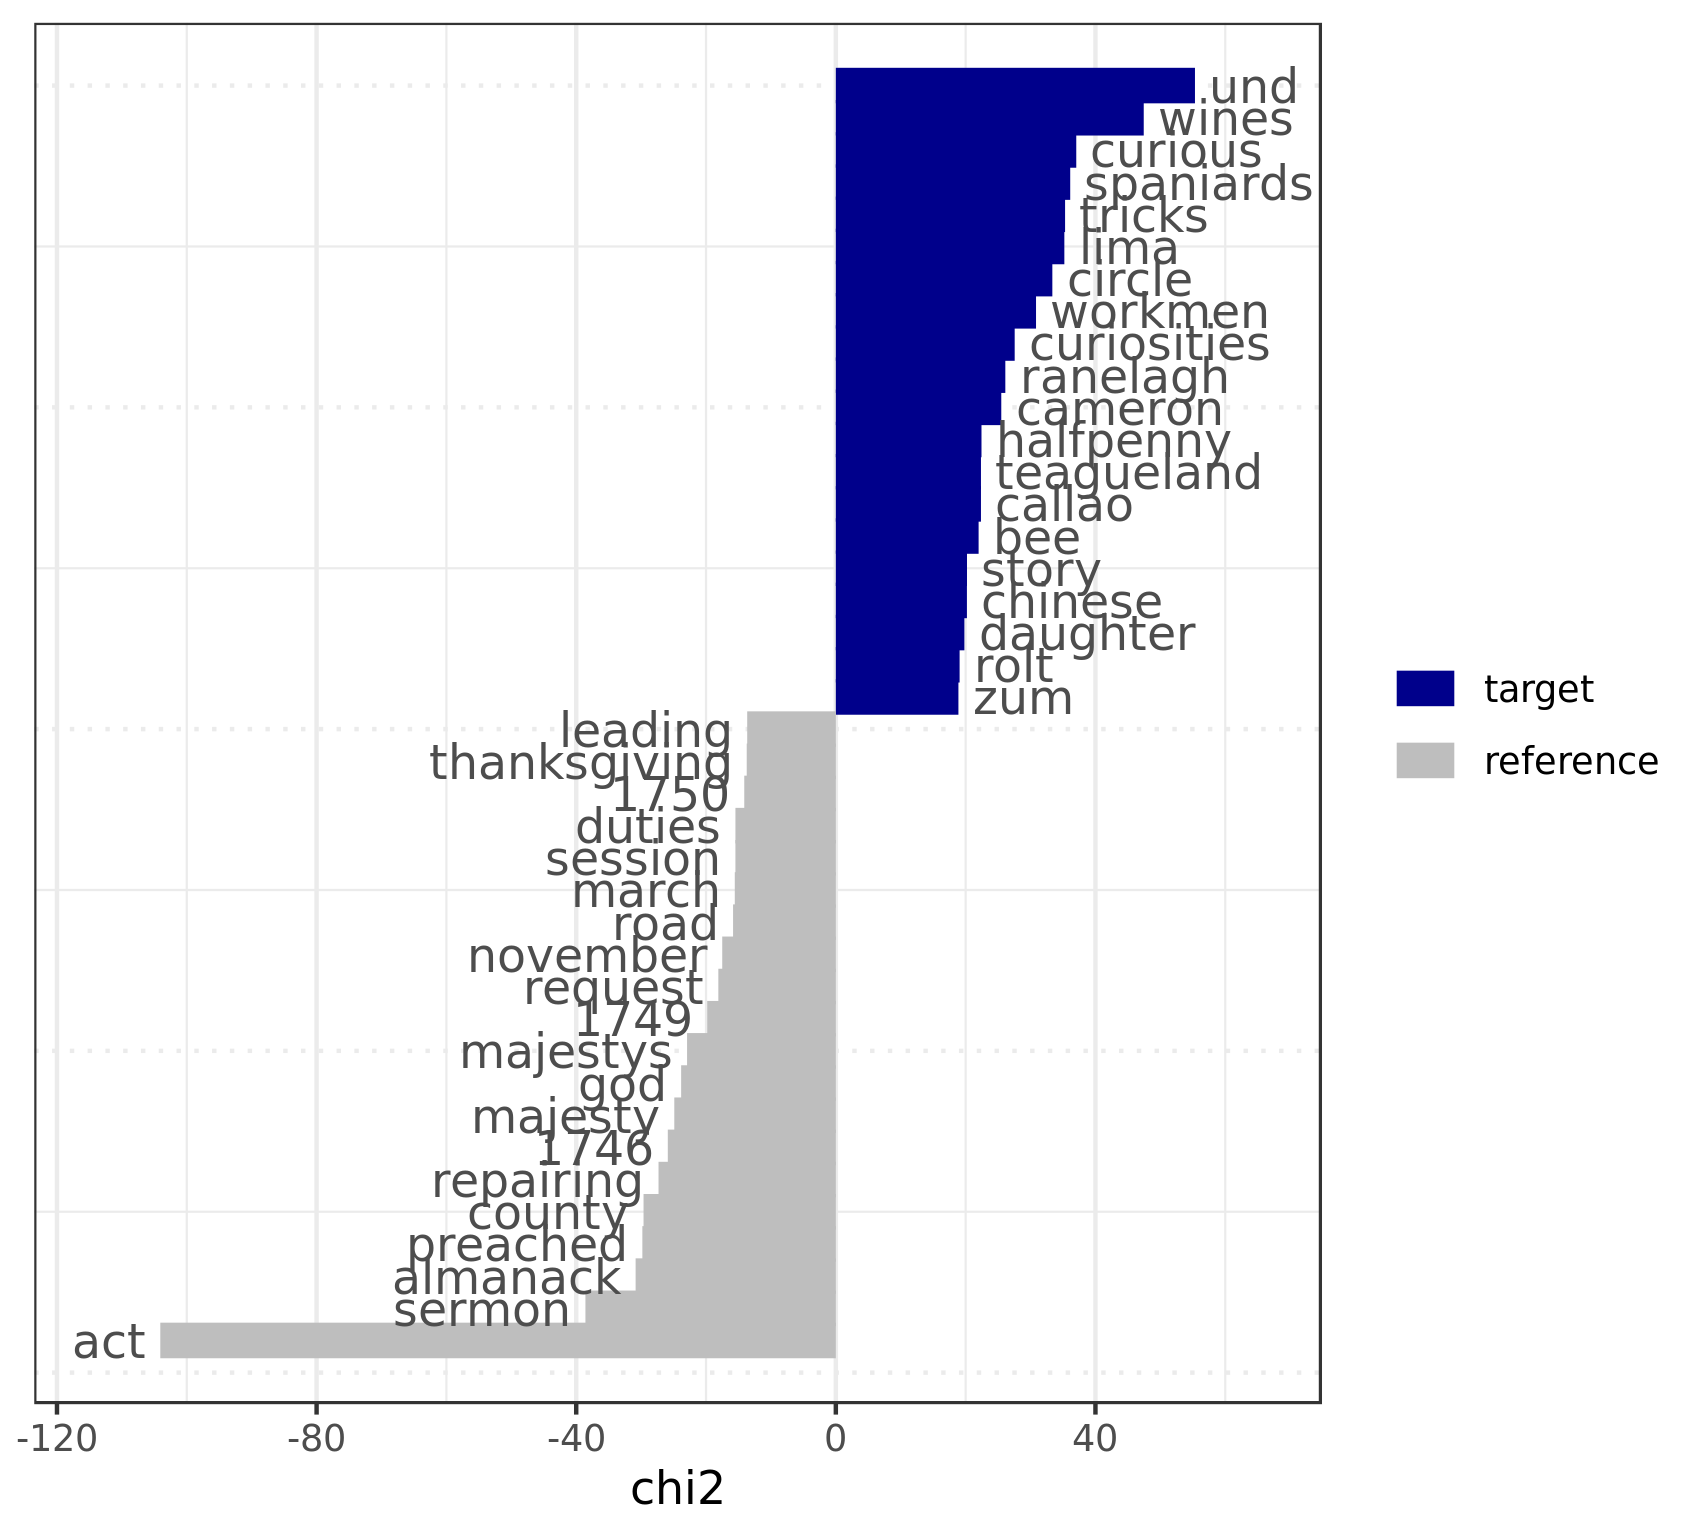 und
wines
curious
spaniards
tricks
lima
circle
workmen
curiosities
ranelagh
cameron
halfpenny
teagueland
callao
bee
story
chinese
daughter
rolt
zum
leading
thanksgiving
1750
duties
session
march
road
november
request
1749
majestys
god
majesty
1746
repairing
county
preached
almanack
sermon
act
target
reference
-120 -80 -40 0 40
chi2